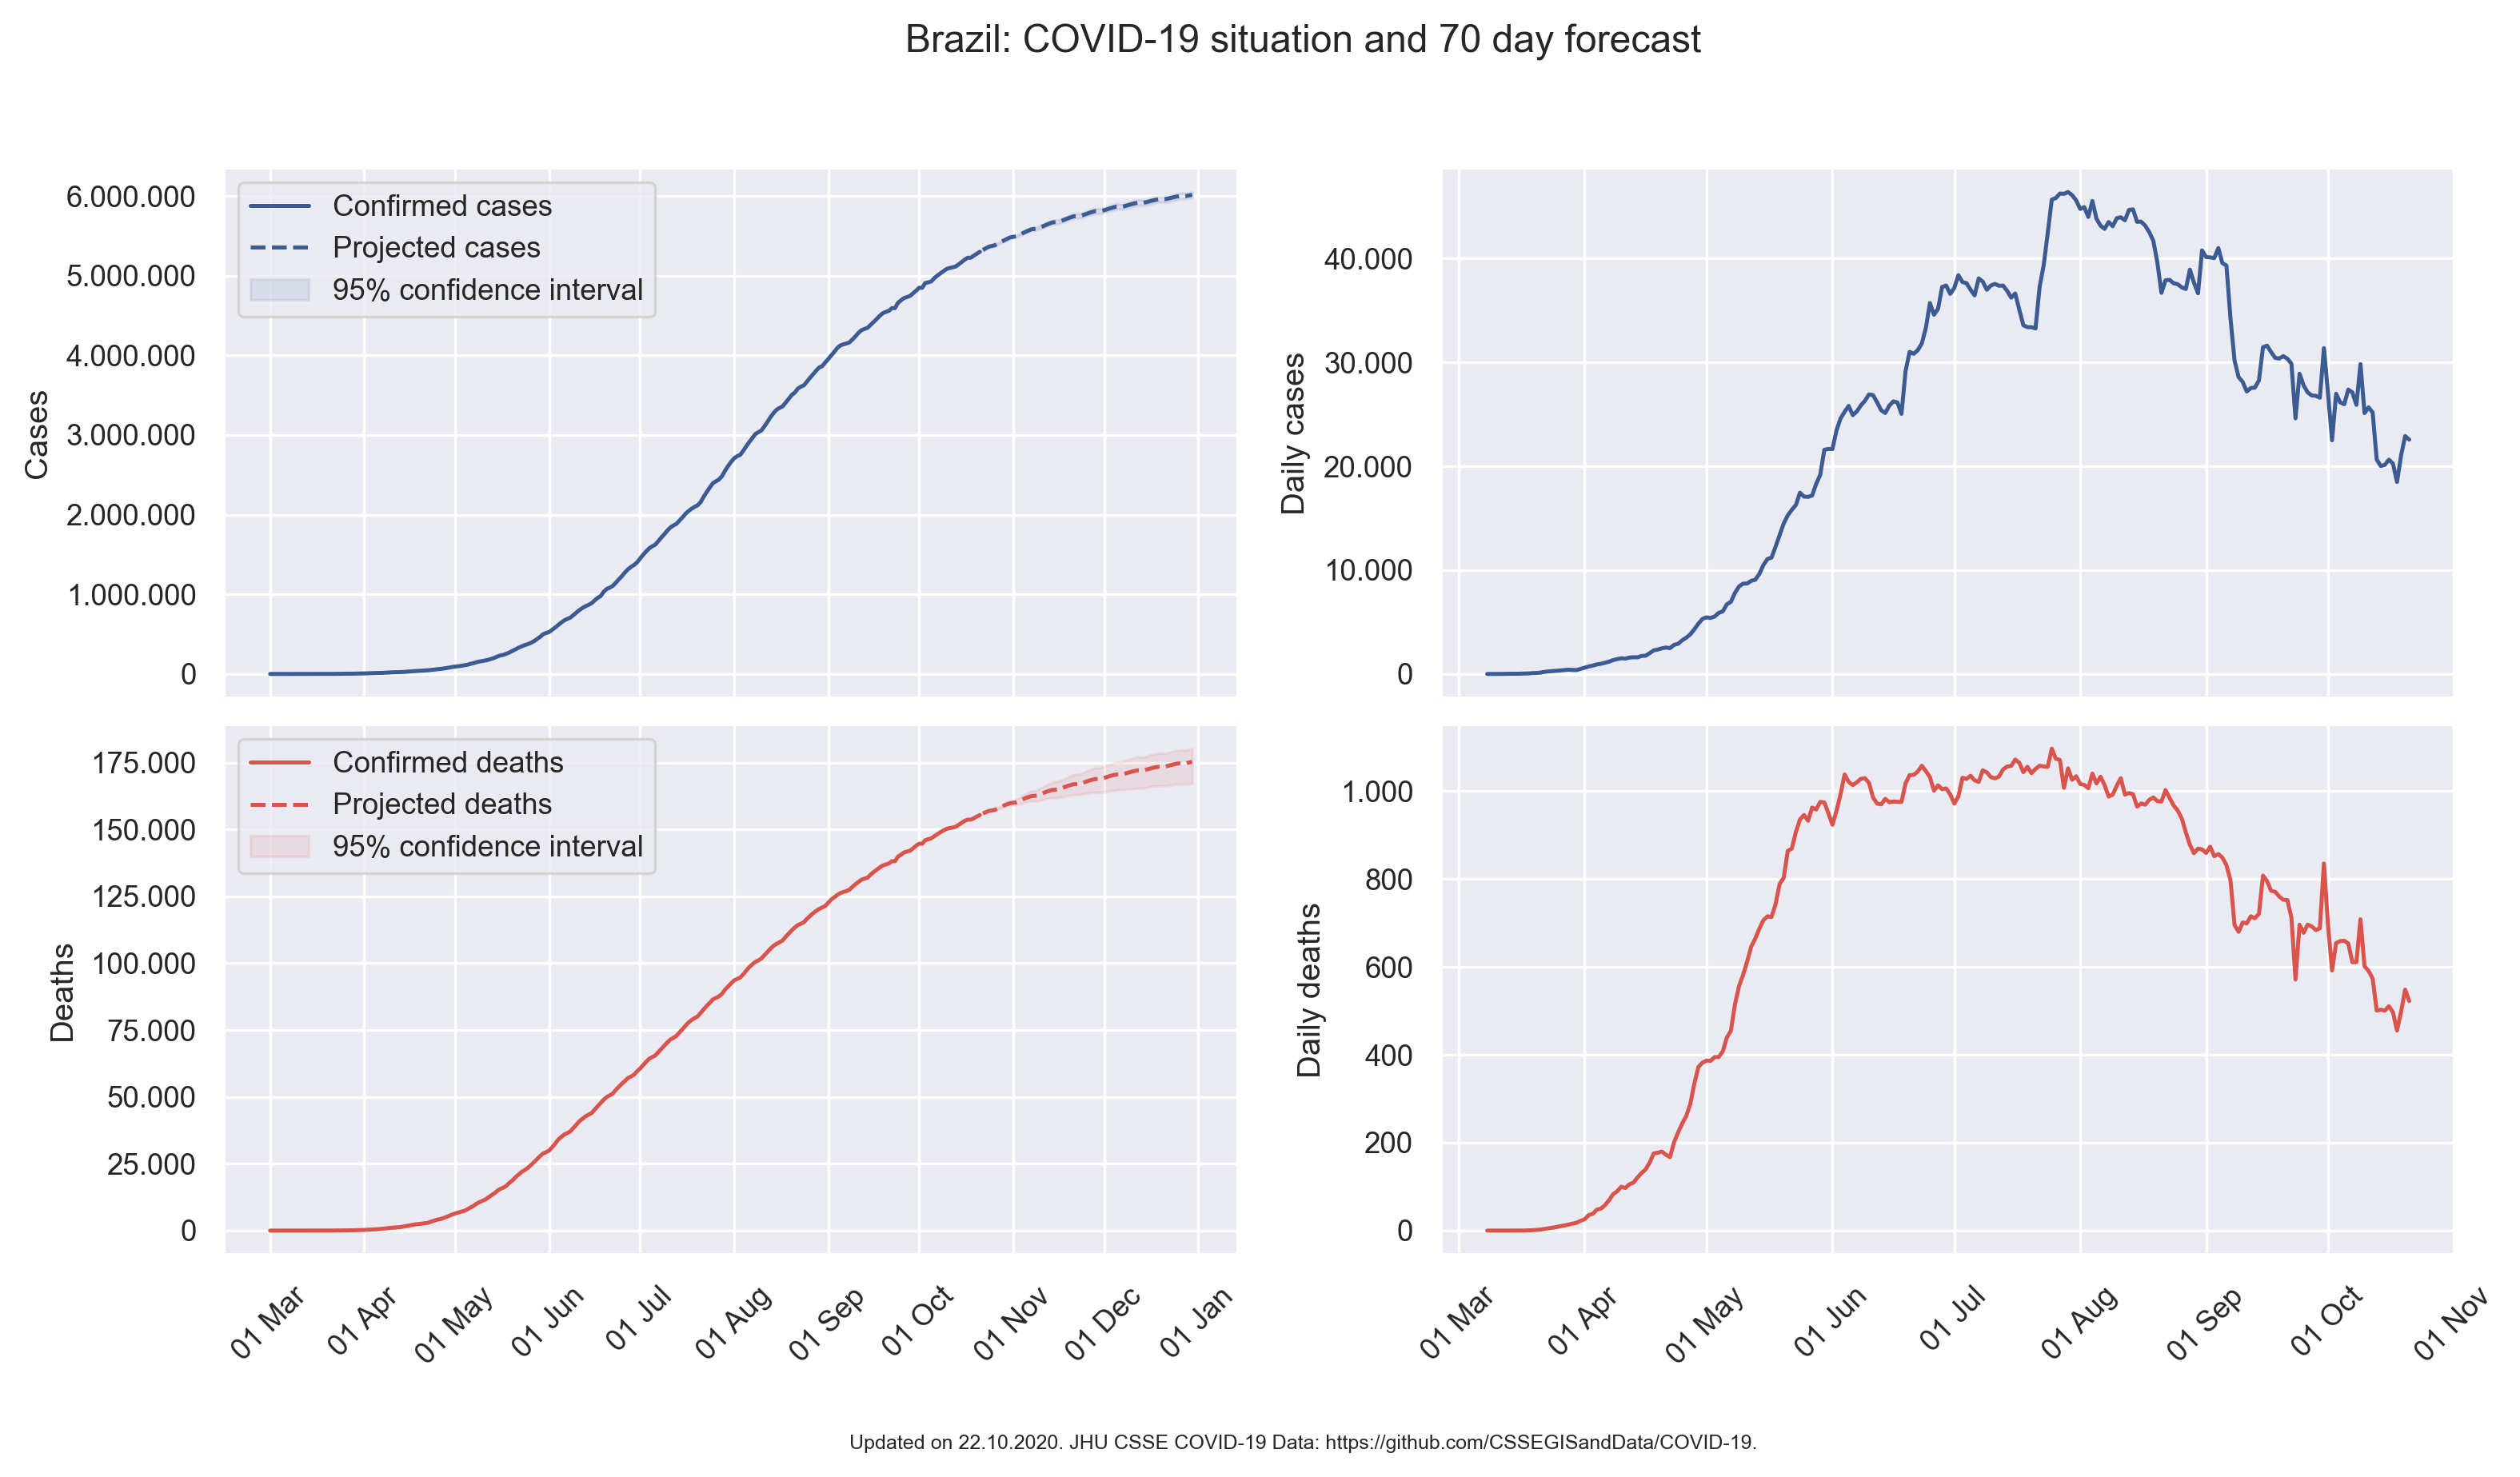 Brazil: COVID-19 situation and 70 day forecast
Cases
6.000.000
5.000.000
4.000.000
3.000.000
2.000.000
1.000.000
0
Confirmed cases
Projected cases
95% confidence interval
Daily cases
40.000
30.000
20.000
10.000
0
Deaths
175.000
150.000
125.000
100.000
75.000
50.000
25.000
0
Confirmed deaths
Projected deaths
95% confidence interval
01 Mar
01 Apr
01 May
01 Jun
01 Jul
01 Aug
01 Sep
01 Oct
01 Nov
01 Dec
01 Jan
Daily deaths
1.000
800
600
400
200
0
01 Mar
01 Apr
01 May
01 Jun
01 Jul
01 Aug
01 Sep
01 Oct
01 Nov
Updated on 22.10.2020. JHU CSSE COVID-19 Data: https://github.com/CSSEGISandData/COVID-19.